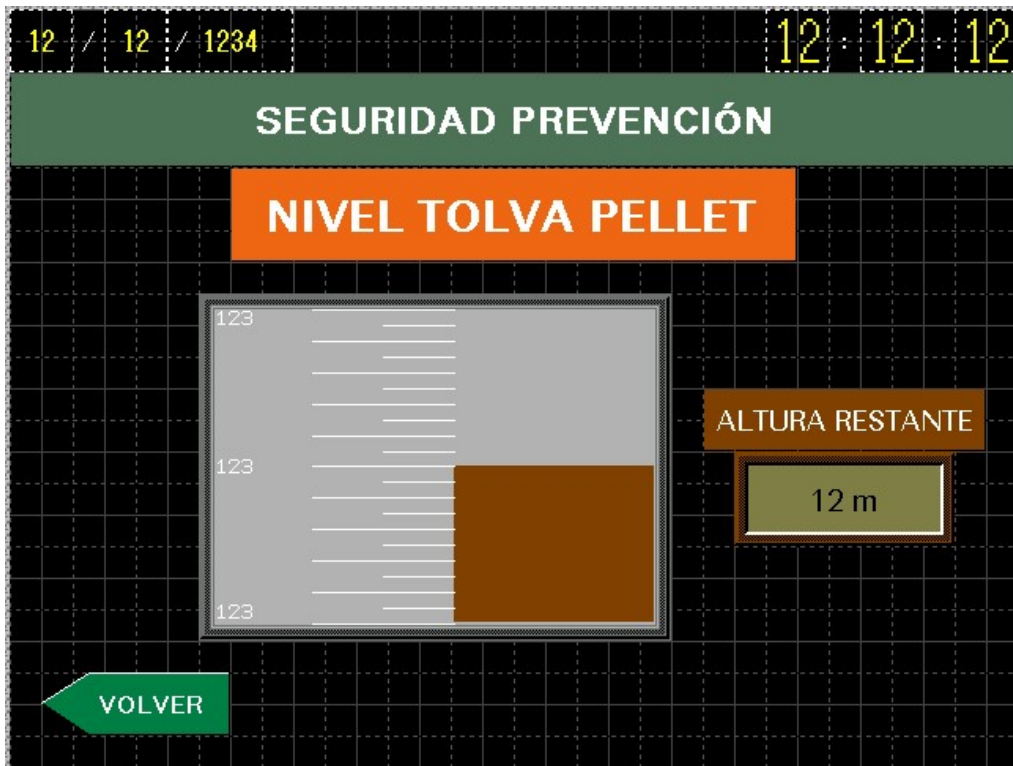 12 / 12 / 1234 12 : 12 : 12
SEGURIDAD PREVENCIÓN
NIVEL TOLVA PELLET
123
123
123
ALTURA RESTANTE
12 m
VOLVER